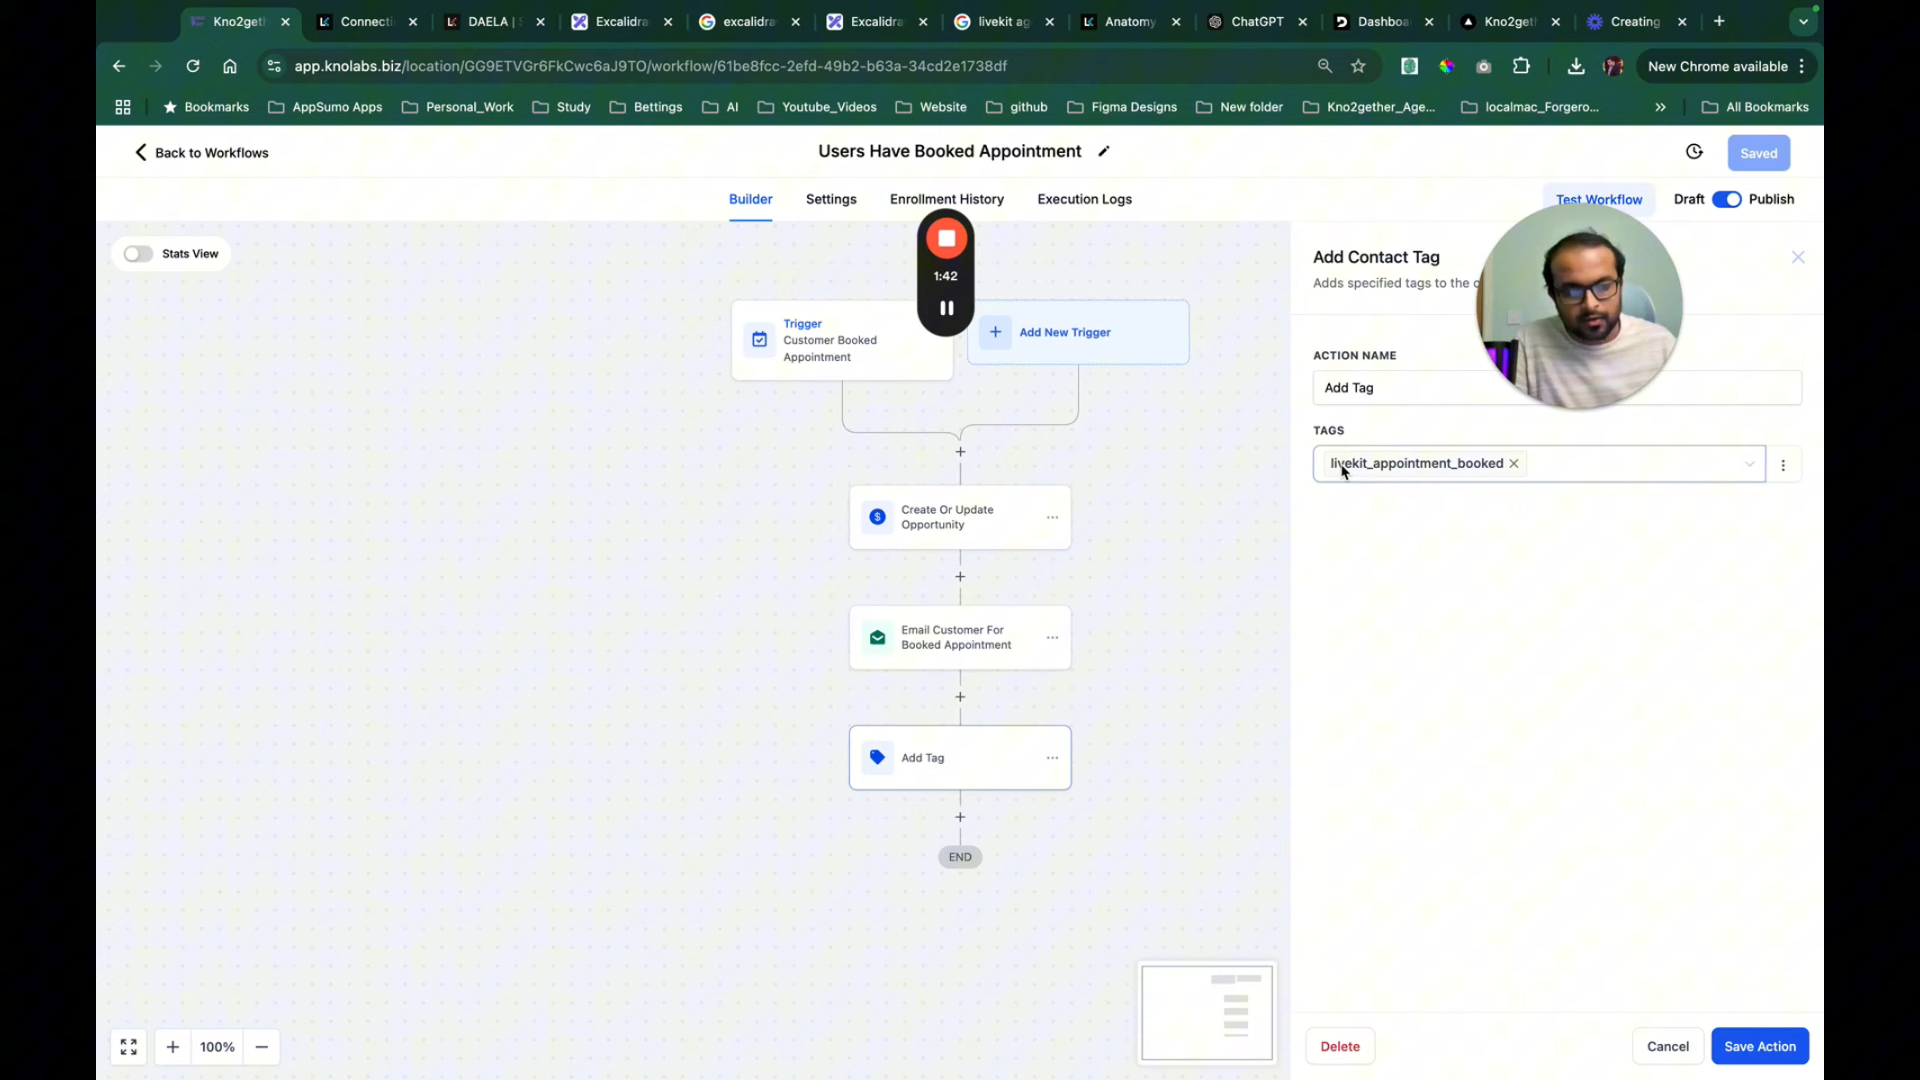 Kno2geth
Connecti
DAELA | S
Excalidra
excalidra
Excalidra
livekit ag
Anatomy
ChatGPT
Dashboa
Kno2geth
Creating
app.knolabs.biz/location/GG9ETVGr6FkCwc6aJ9TO/workflow/61be8fcc-2efd-49b2-b63a-34cd2e1738df
New Chrome available
Bookmarks
AppSumo Apps
Personal_Work
Study
Bettings
AI
Youtube_Videos
Website
github
Figma Designs
New folder
Kno2gether_Age...
localmac_Forgero...
All Bookmarks
Back to Workflows
Users Have Booked Appointment
Saved
Builder
Settings
Enrollment History
Execution Logs
Test Workflow
Draft
Publish
Stats View
1:42
Trigger
Customer Booked
Appointment
Add New Trigger
Create Or Update
Opportunity
Email Customer For
Booked Appointment
Add Tag
END
100%
Add Contact Tag
Adds specified tags to the c
ACTION NAME
Add Tag
TAGS
livekit_appointment_booked
Delete
Cancel
Save Action